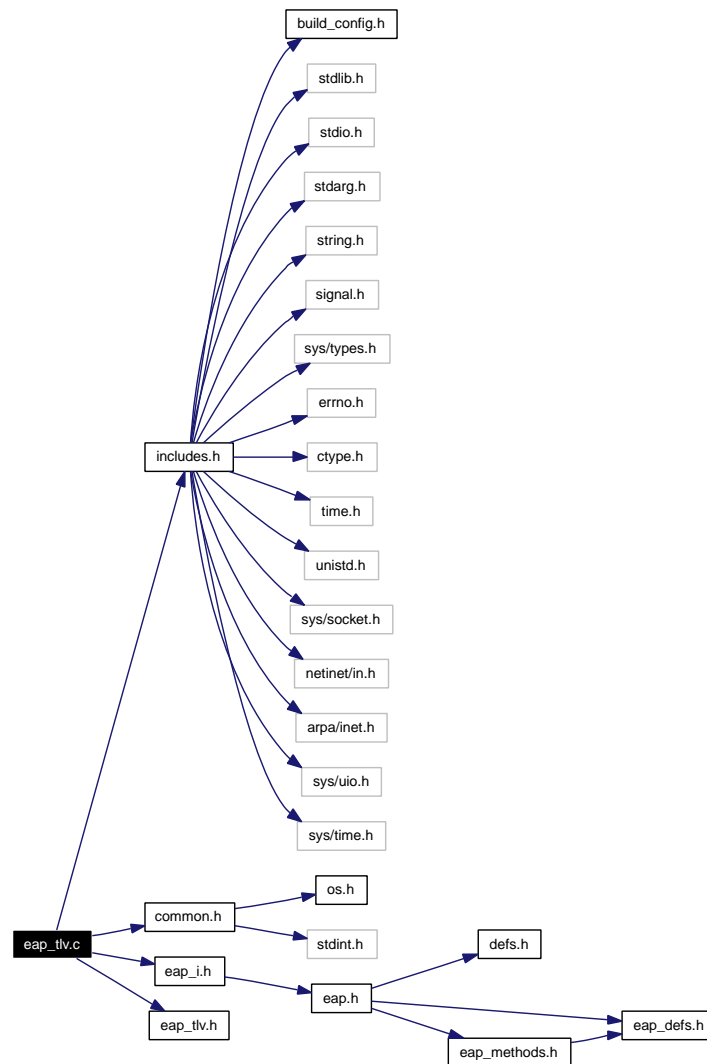 build_config.h
stdlib.h
stdio.h
stdarg.h
string.h
signal.h
sys/types.h
errno.h
includes.h
ctype.h
time.h
unistd.h
sys/socket.h
netinet/in.h
arpa/inet.h
sys/uio.h
sys/time.h
os.h
common.h
stdint.h
defs.h
eap_tlv.c
eap_i.h
eap.h
eap_tlv.h
eap_defs.h
eap_methods.h